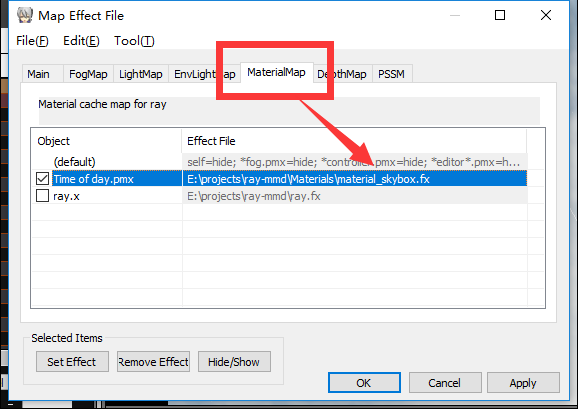 Map Effect File
File(F) Edit(E) Tool(T)
Main FogMap LightMap EnvLightMap MaterialMap DepthMap PSSM
Material cache map for ray
Object Effect File
(default) self=hide; *fog.pmx=hide; *controller.pmx=hide; *editor*.pmx=h...
Time of day.pmx E:\projects\ray-mmd\Materials\material_skybox.fx
ray.x E:\projects\ray-mmd\ray.fx
Selected Items
Set Effect Remove Effect Hide/Show
OK Cancel Apply